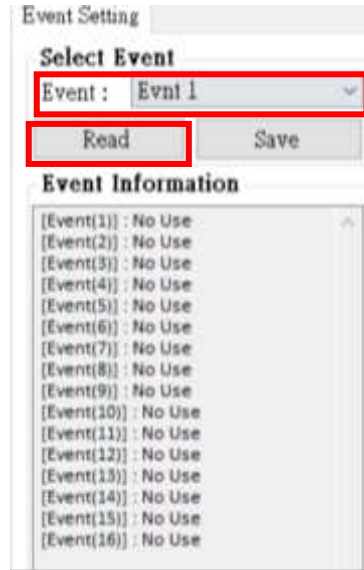 Event Setting
Select Event
Event : Evnt 1
Read Save
Event Information
[Event(1)] : No Use
[Event(2)] : No Use
[Event(3)] : No Use
[Event(4)] : No Use
[Event(5)] : No Use
[Event(6)] : No Use
[Event(7)] : No Use
[Event(8)] : No Use
[Event(9)] : No Use
[Event(10)] : No Use
[Event(11)] : No Use
[Event(12)] : No Use
[Event(13)] : No Use
[Event(14)] : No Use
[Event(15)] : No Use
[Event(16)] : No Use